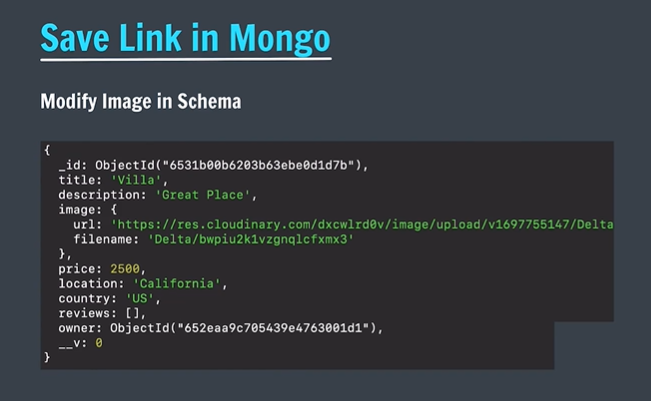 Save Link in Mongo
Modify Image in Schema
{
_id: ObjectId("6531b00b6203b63ebe0d1d7b"),
title: 'Villa',
description: 'Great Place',
image: {
url: 'https://res.cloudinary.com/dxcwlrd0v/image/upload/v1697755147/Delta
filename: 'Delta/bwpiu2k1vzgnqlcfxmx3'
},
price: 2500,
location: 'California',
country: 'US',
reviews: [],
owner: ObjectId("652eaa9c705439e4763001d1"),
__v: 0
}